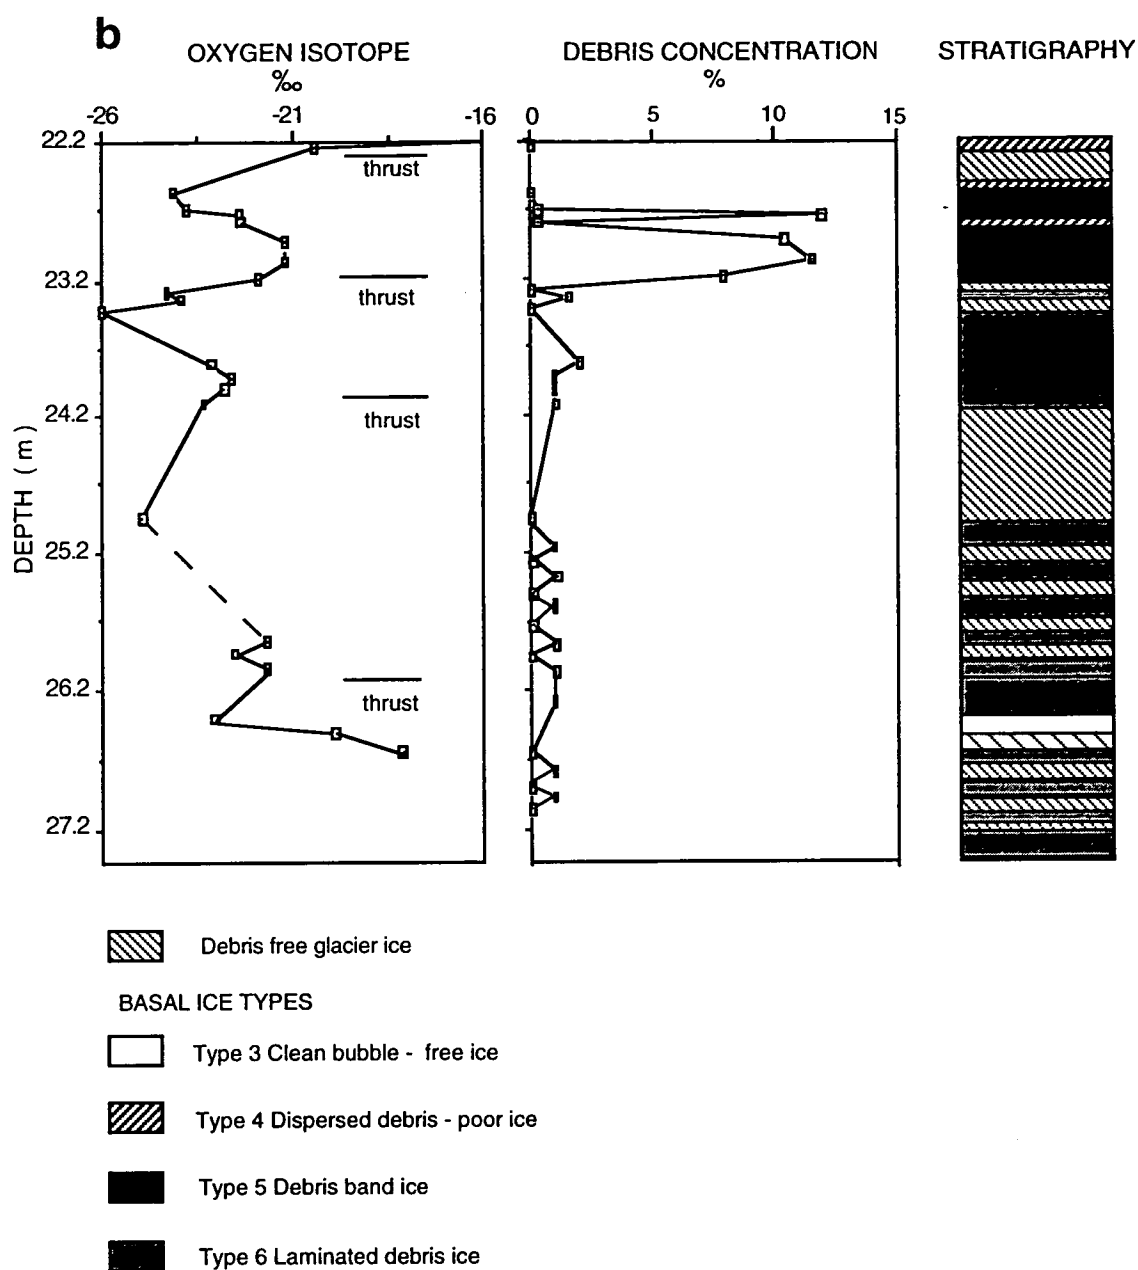 b
OXYGEN ISOTOPE
‰
DEBRIS CONCENTRATION
%
STRATIGRAPHY
-26 -21 -16
0 5 10 15
22.2
thrust
23.2
thrust
24.2
thrust
DEPTH ( m )
25.2
26.2
thrust
27.2
Debris free glacier ice
BASAL ICE TYPES
Type 3 Clean bubble - free ice
Type 4 Dispersed debris - poor ice
Type 5 Debris band ice
Type 6 Laminated debris ice